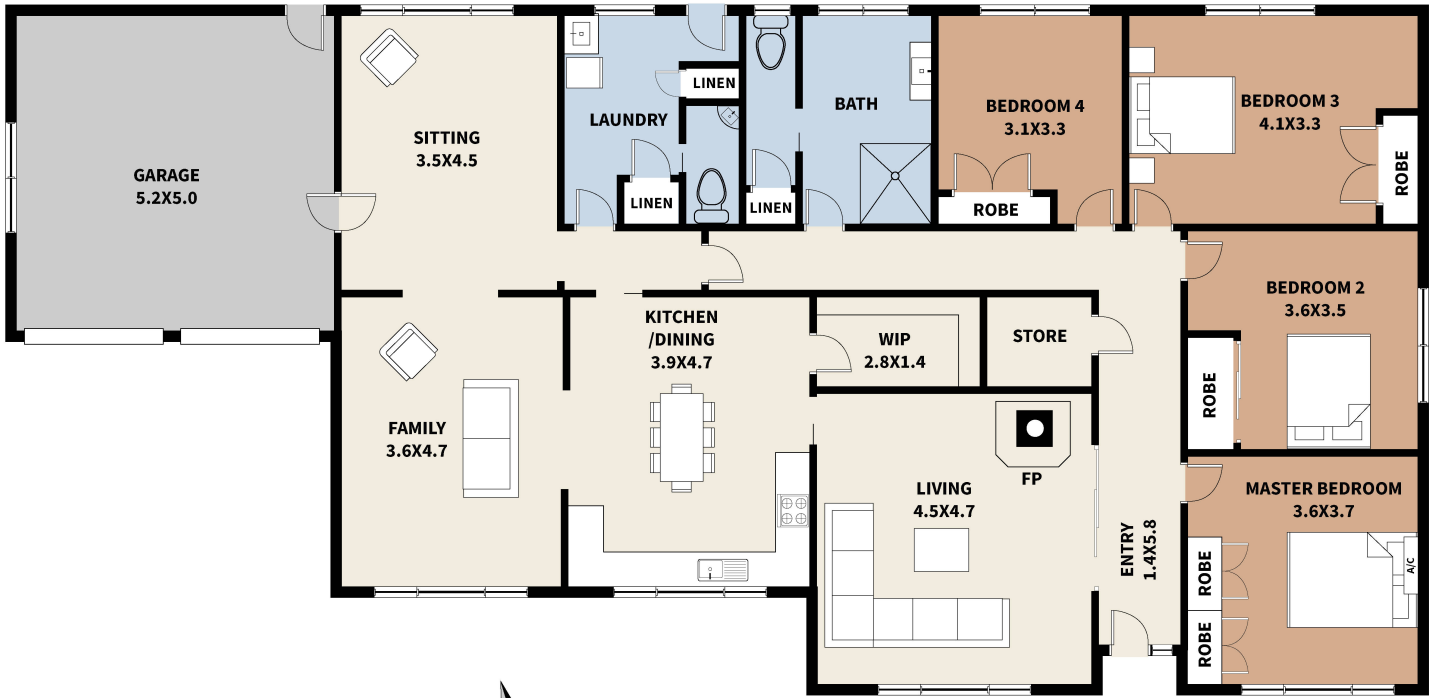 GARAGE
5.2X5.0
SITTING
3.5X4.5
LAUNDRY
LINEN
LINEN
LINEN
BATH
BEDROOM 4
3.1X3.3
ROBE
BEDROOM 3
4.1X3.3
ROBE
BEDROOM 2
3.6X3.5
ROBE
KITCHEN
/DINING
3.9X4.7
WIP
2.8X1.4
STORE
FAMILY
3.6X4.7
LIVING
4.5X4.7
FP
ENTRY
1.4X5.8
MASTER BEDROOM
3.6X3.7
A/C
ROBE
ROBE